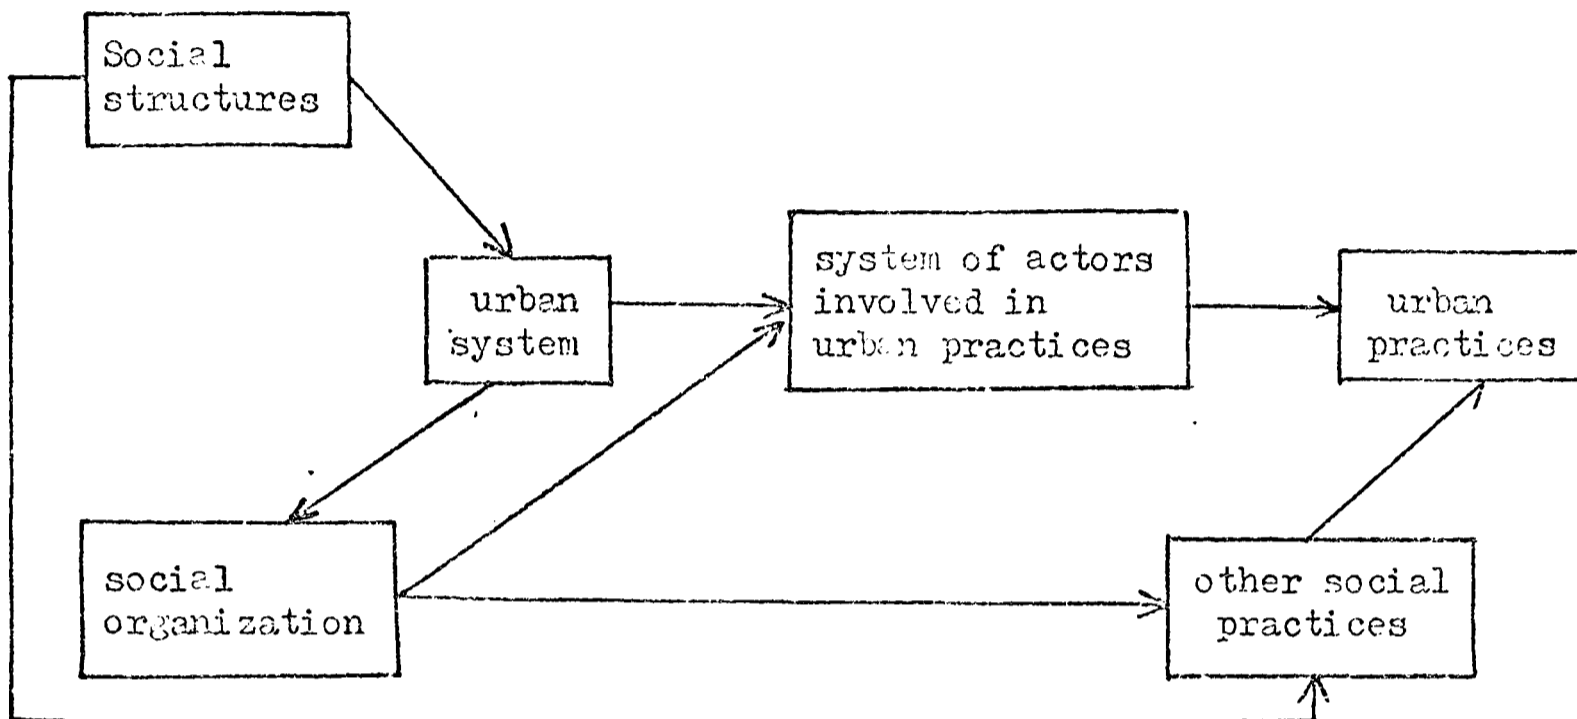 Social
structures
urban
system
system of actors
involved in
urban practices
urban
practices
social
organization
other social
practices